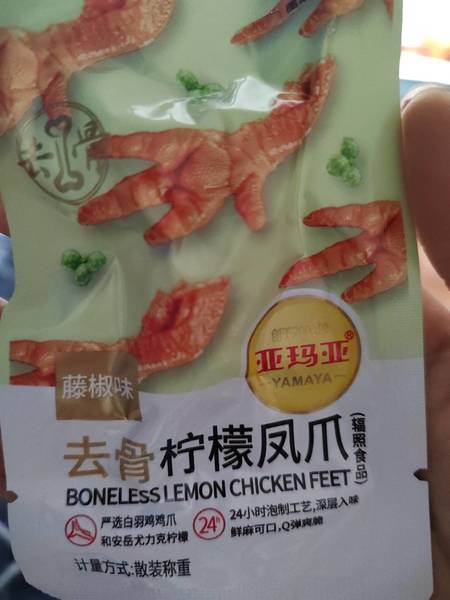 去骨
亚玛亚®
YAMAYA
藤椒味
去骨柠檬凤爪
(辐照食品)
BONELESS LEMON CHICKEN FEET
严选白羽鸡鸡爪
和安岳尤力克柠檬
24h
24小时泡制工艺,深层入味
鲜麻可口,Q弹爽脆
计量方式:散装称重